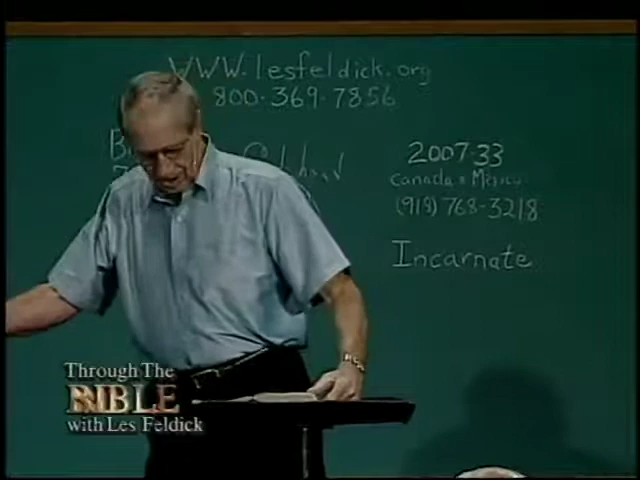 www.lesfeldick.org
800-369-7856
2007-33
Canada & Mexico
(918) 768-3218
Incarnate
Through The
BIBLE
with Les Feldick